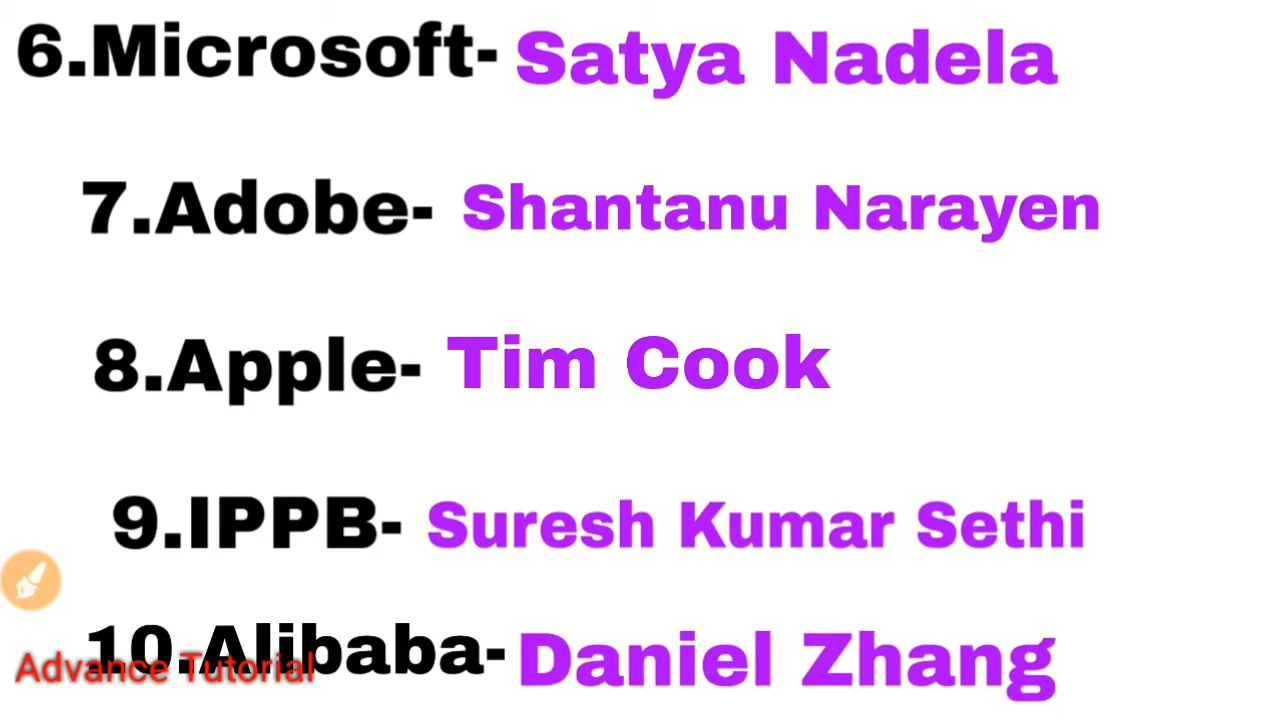 6.Microsoft- Satya Nadela
7.Adobe- Shantanu Narayen
8.Apple- Tim Cook
9.IPPB- Suresh Kumar Sethi
10.Alibaba- Daniel Zhang
Advance Tutorial